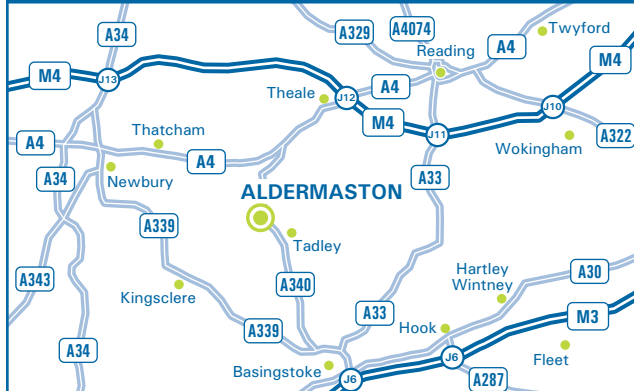 A34
A329
A4074
Twyford
Reading
A4
M4
M4
J13
Theale
J12
A4
J10
M4
J11
A322
A4
Thatcham
Wokingham
A34
Newbury
A4
A33
ALDERMASTON
A339
Tadley
A343
A340
Hartley
Wintney
A30
Kingsclere
A33
M3
A339
Hook
A34
Basingstoke
J6
J6
Fleet
A287